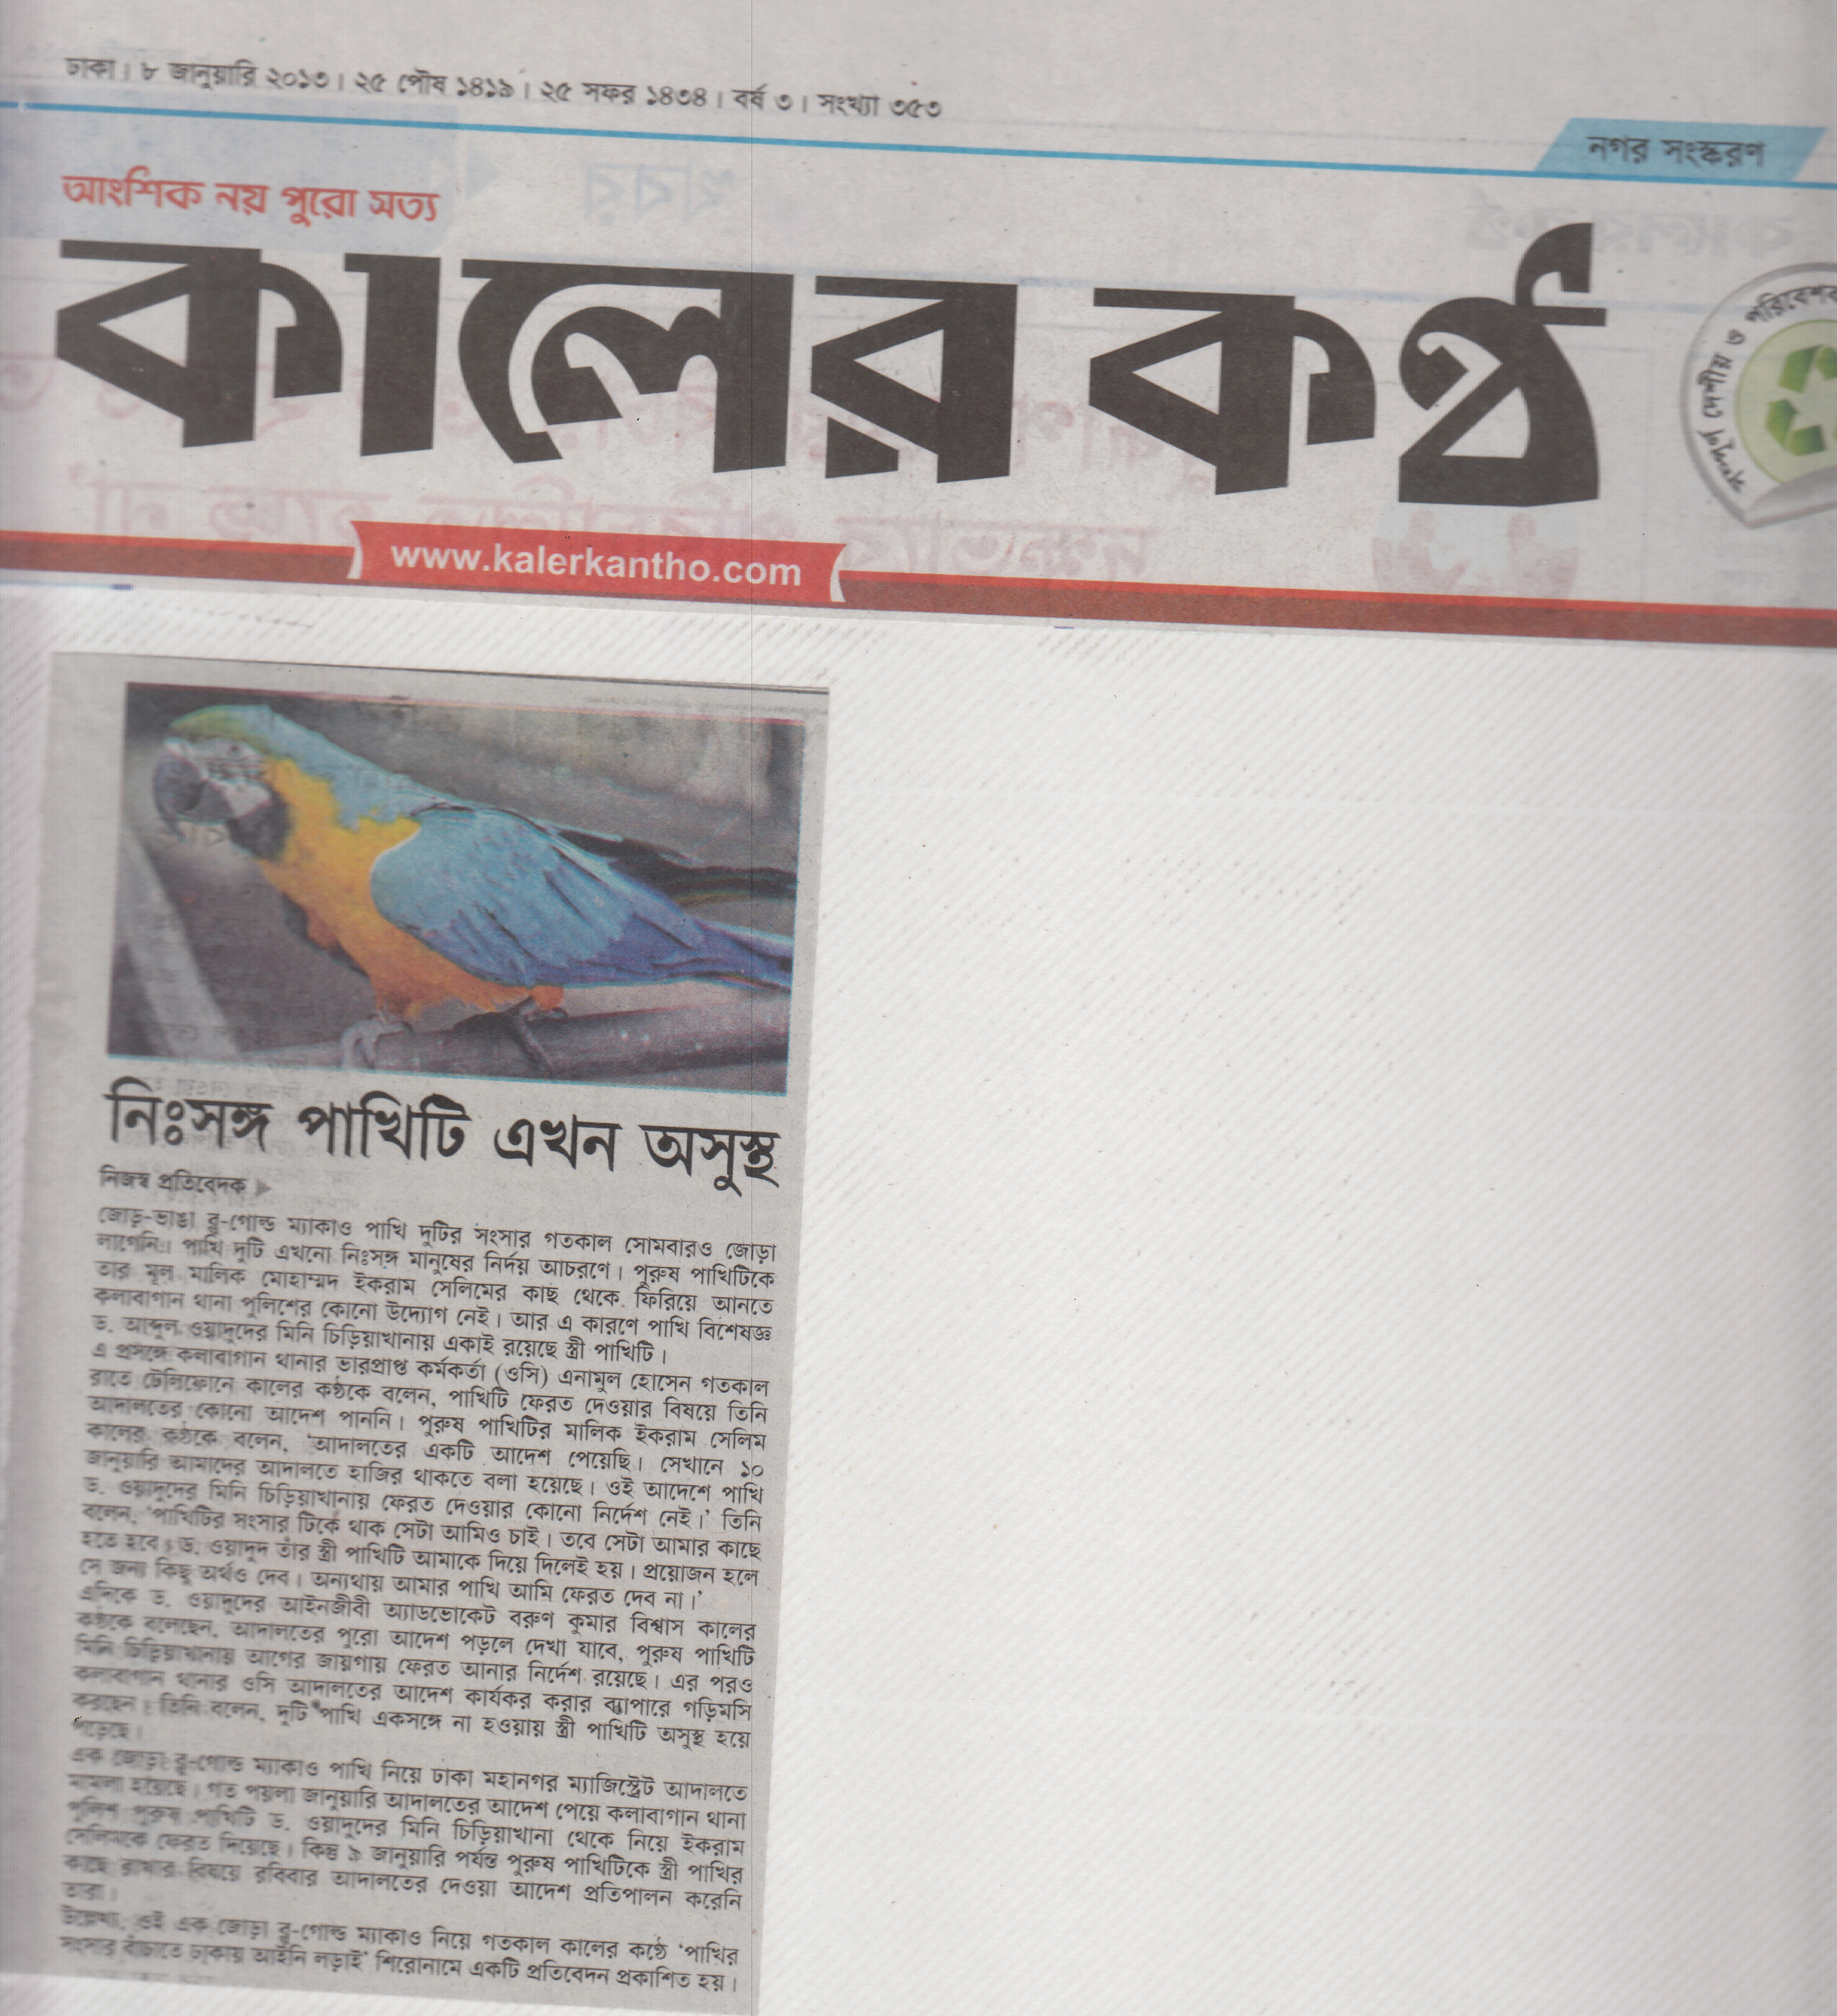 ঢাকা। ৮ জানুয়ারি ২০১৩। ২৫ পৌষ ১৪১৯। ২৫ সফর ১৪৩৪। বর্ষ ৩। সংখ্যা ৩৫৩
নগর সংস্করণ
আংশিক নয় পুরো সত্য
কালের কণ্ঠ
সম্পূর্ণ দেশীয় ও পরিবেশব
www.kalerkantho.com
নিঃসঙ্গ পাখিটি এখন অসুস্থ
নিজস্ব প্রতিবেদক
জোড়-ভাঙা ব্লু-গোল্ড ম্যাকাও পাখি দুটির সংসার গতকাল সোমবারও জোড়া
লাগেনি। পাখি দুটি এখনো নিঃসঙ্গ মানুষের নির্দয় আচরণে। পুরুষ পাখিটিকে
তার মূল মালিক মোহাম্মদ ইকরাম সেলিমের কাছ থেকে ফিরিয়ে আনতে
কলাবাগান থানা পুলিশের কোনো উদ্যোগ নেই। আর এ কারণে পাখি বিশেষজ্ঞ
ড. আব্দুল ওয়াদুদের মিনি চিড়িয়াখানায় একাই রয়েছে স্ত্রী পাখিটি।
এ প্রসঙ্গে কলাবাগান থানার ভারপ্রাপ্ত কর্মকর্তা (ওসি) এনামুল হোসেন গতকাল
রাতে টেলিফোনে কালের কণ্ঠকে বলেন, পাখিটি ফেরত দেওয়ার বিষয়ে তিনি
আদালতের কোনো আদেশ পাননি। পুরুষ পাখিটির মালিক ইকরাম সেলিম
কালের কণ্ঠকে বলেন, 'আদালতের একটি আদেশ পেয়েছি। সেখানে ১০
জানুয়ারি আমাদের আদালতে হাজির থাকতে বলা হয়েছে। ওই আদেশে পাখি
ড. ওয়াদুদের মিনি চিড়িয়াখানায় ফেরত দেওয়ার কোনো নির্দেশ নেই।' তিনি
বলেন, 'পাখিটির সংসার টিকে থাক সেটা আমিও চাই। তবে সেটা আমার কাছে
হতে হবে। ড. ওয়াদুদ তাঁর স্ত্রী পাখিটি আমাকে দিয়ে দিলেই হয়। প্রয়োজন হলে
সে জন্য কিছু অর্থও দেব। অন্যথায় আমার পাখি আমি ফেরত দেব না।'
এদিকে ড. ওয়াদুদের আইনজীবী অ্যাডভোকেট বরুণ কুমার বিশ্বাস কালের
কণ্ঠকে বলেছেন, আদালতের পুরো আদেশ পড়লে দেখা যাবে, পুরুষ পাখিটি
মিনি চিড়িয়াখানায় আগের জায়গায় ফেরত আনার নির্দেশ রয়েছে। এর পরও
কলাবাগান থানার ওসি আদালতের আদেশ কার্যকর করার ব্যাপারে গড়িমসি
করছেন। তিনি বলেন, দুটি পাখি একসঙ্গে না হওয়ায় স্ত্রী পাখিটি অসুস্থ হয়ে
পড়েছে।
এক জোড়া ব্লু-গোল্ড ম্যাকাও পাখি নিয়ে ঢাকা মহানগর ম্যাজিস্ট্রেট আদালতে
মামলা হয়েছে। গত পয়লা জানুয়ারি আদালতের আদেশ পেয়ে কলাবাগান থানা
পুলিশ পুরুষ পাখিটি ড. ওয়াদুদের মিনি চিড়িয়াখানা থেকে নিয়ে ইকরাম
সেলিমকে ফেরত দিয়েছে। কিন্তু ৯ জানুয়ারি পর্যন্ত পুরুষ পাখিটিকে স্ত্রী পাখির
কাছে রাখার বিষয়ে রবিবার আদালতের দেওয়া আদেশ প্রতিপালন করেনি
তারা।
উল্লেখ্য, ওই এক জোড়া ব্লু-গোল্ড ম্যাকাও নিয়ে গতকাল কালের কণ্ঠে 'পাখির
সংসার বাঁচাতে ঢাকায় আইনি লড়াই' শিরোনামে একটি প্রতিবেদন প্রকাশিত হয়।